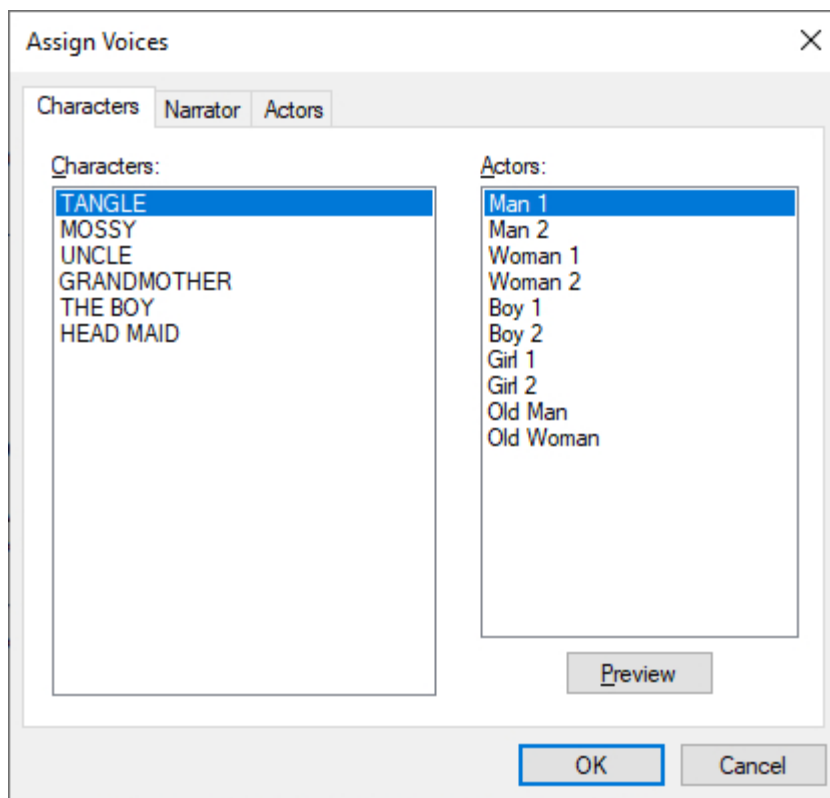 Assign Voices
Characters Narrator Actors
Characters:
TANGLE
MOSSY
UNCLE
GRANDMOTHER
THE BOY
HEAD MAID
Actors:
Man 1
Man 2
Woman 1
Woman 2
Boy 1
Boy 2
Girl 1
Girl 2
Old Man
Old Woman
Preview
OK Cancel